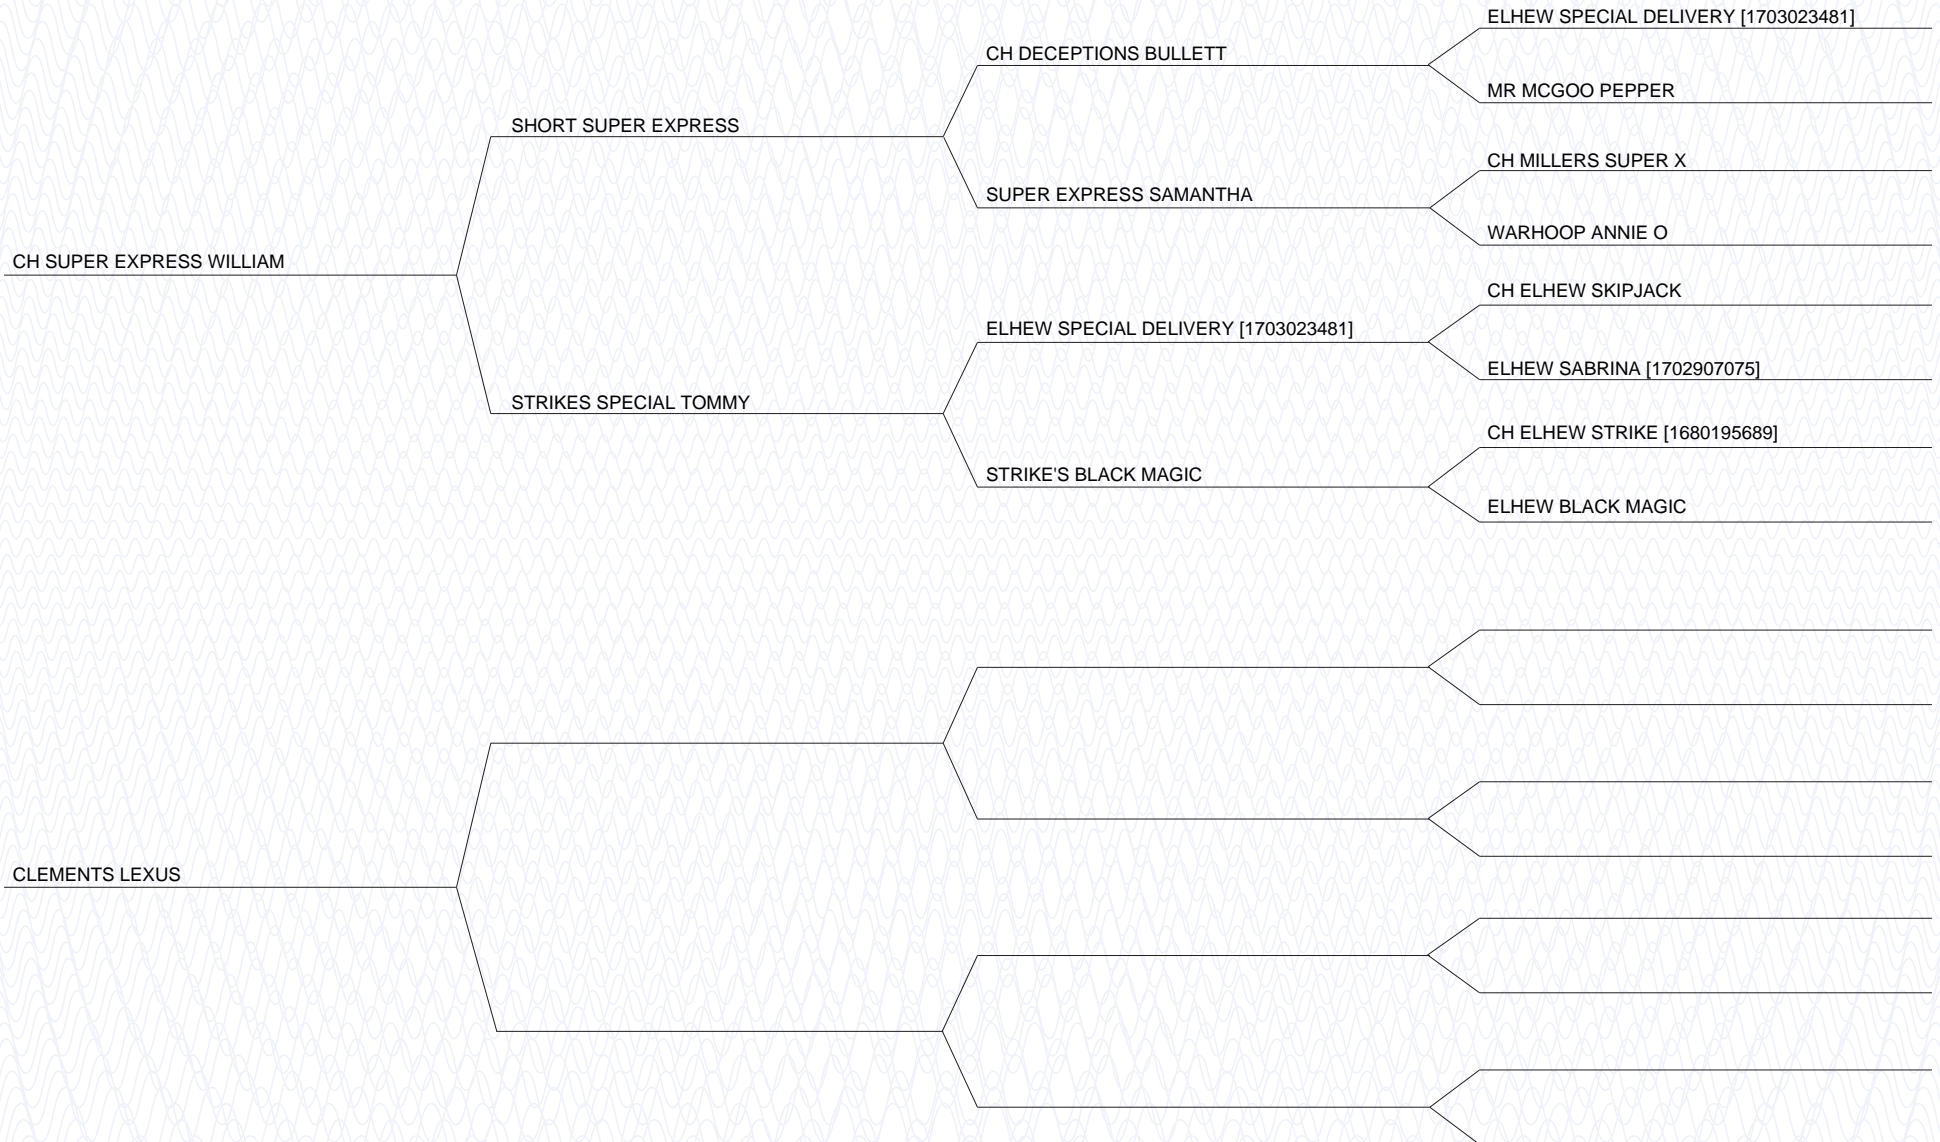 ELHEW SPECIAL DELIVERY [1703023481]
CH DECEPTIONS BULLETT
MR MCGOO PEPPER
SHORT SUPER EXPRESS
CH MILLERS SUPER X
SUPER EXPRESS SAMANTHA
WARHOOP ANNIE O
CH SUPER EXPRESS WILLIAM
CH ELHEW SKIPJACK
ELHEW SPECIAL DELIVERY [1703023481]
ELHEW SABRINA [1702907075]
STRIKES SPECIAL TOMMY
CH ELHEW STRIKE [1680195689]
STRIKE'S BLACK MAGIC
ELHEW BLACK MAGIC
CLEMENTS LEXUS